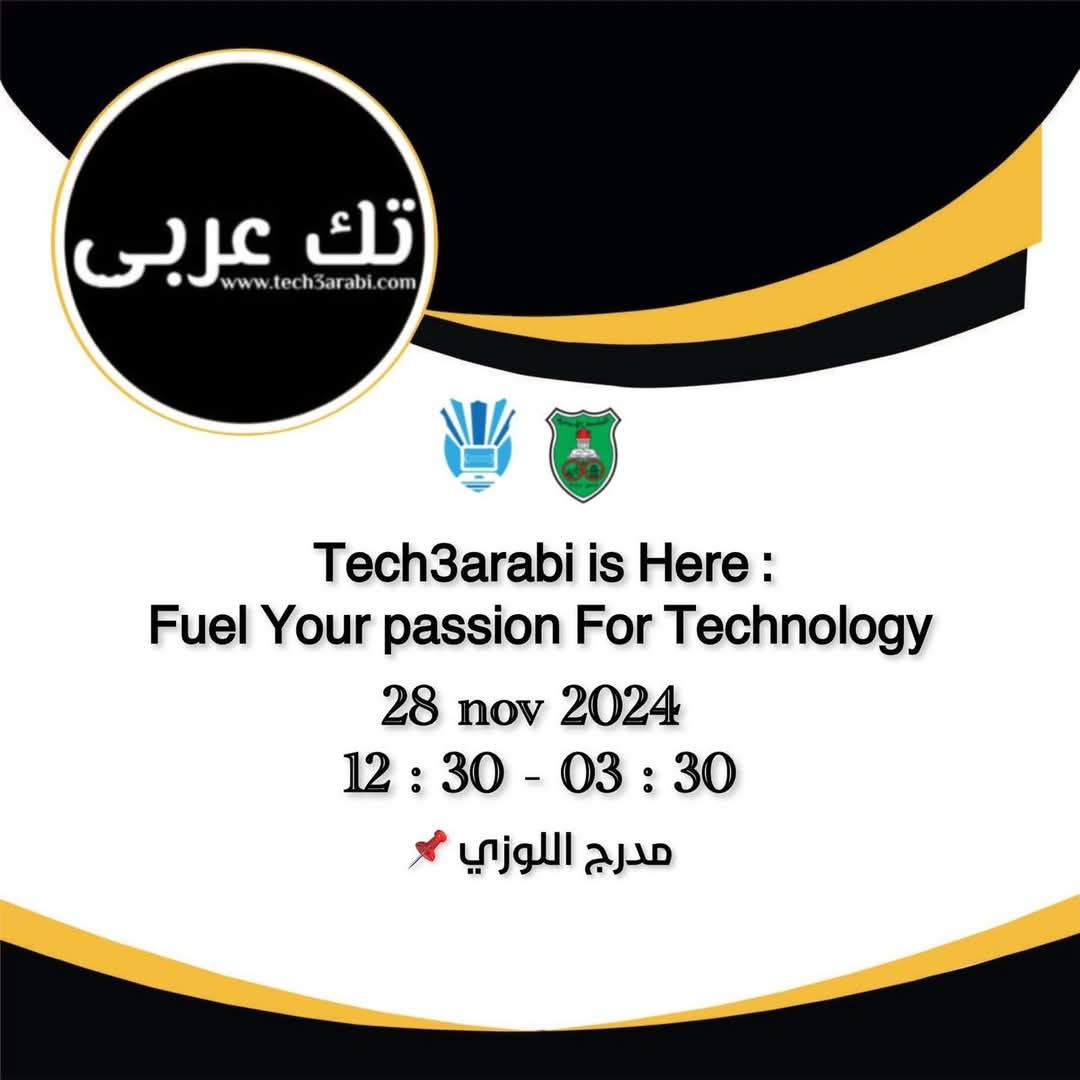 تك عربى
www.tech3arabi.com
Tech3arabi is Here :
Fuel Your passion For Technology
28 nov 2024
12 : 30 - 03 : 30
مدرج اللوزي